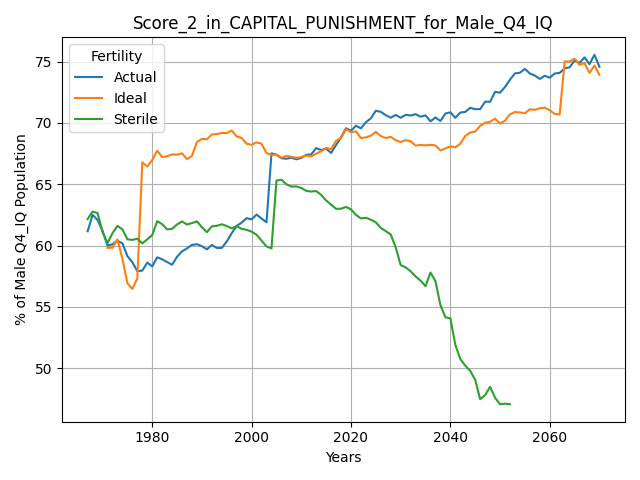 Score_2_in_CAPITAL_PUNISHMENT_for_Male_Q4_IQ
Fertility
Actual
Ideal
Sterile
% of Male Q4_IQ Population
75
70
65
60
55
50
1980
2000
2020
2040
2060
Years